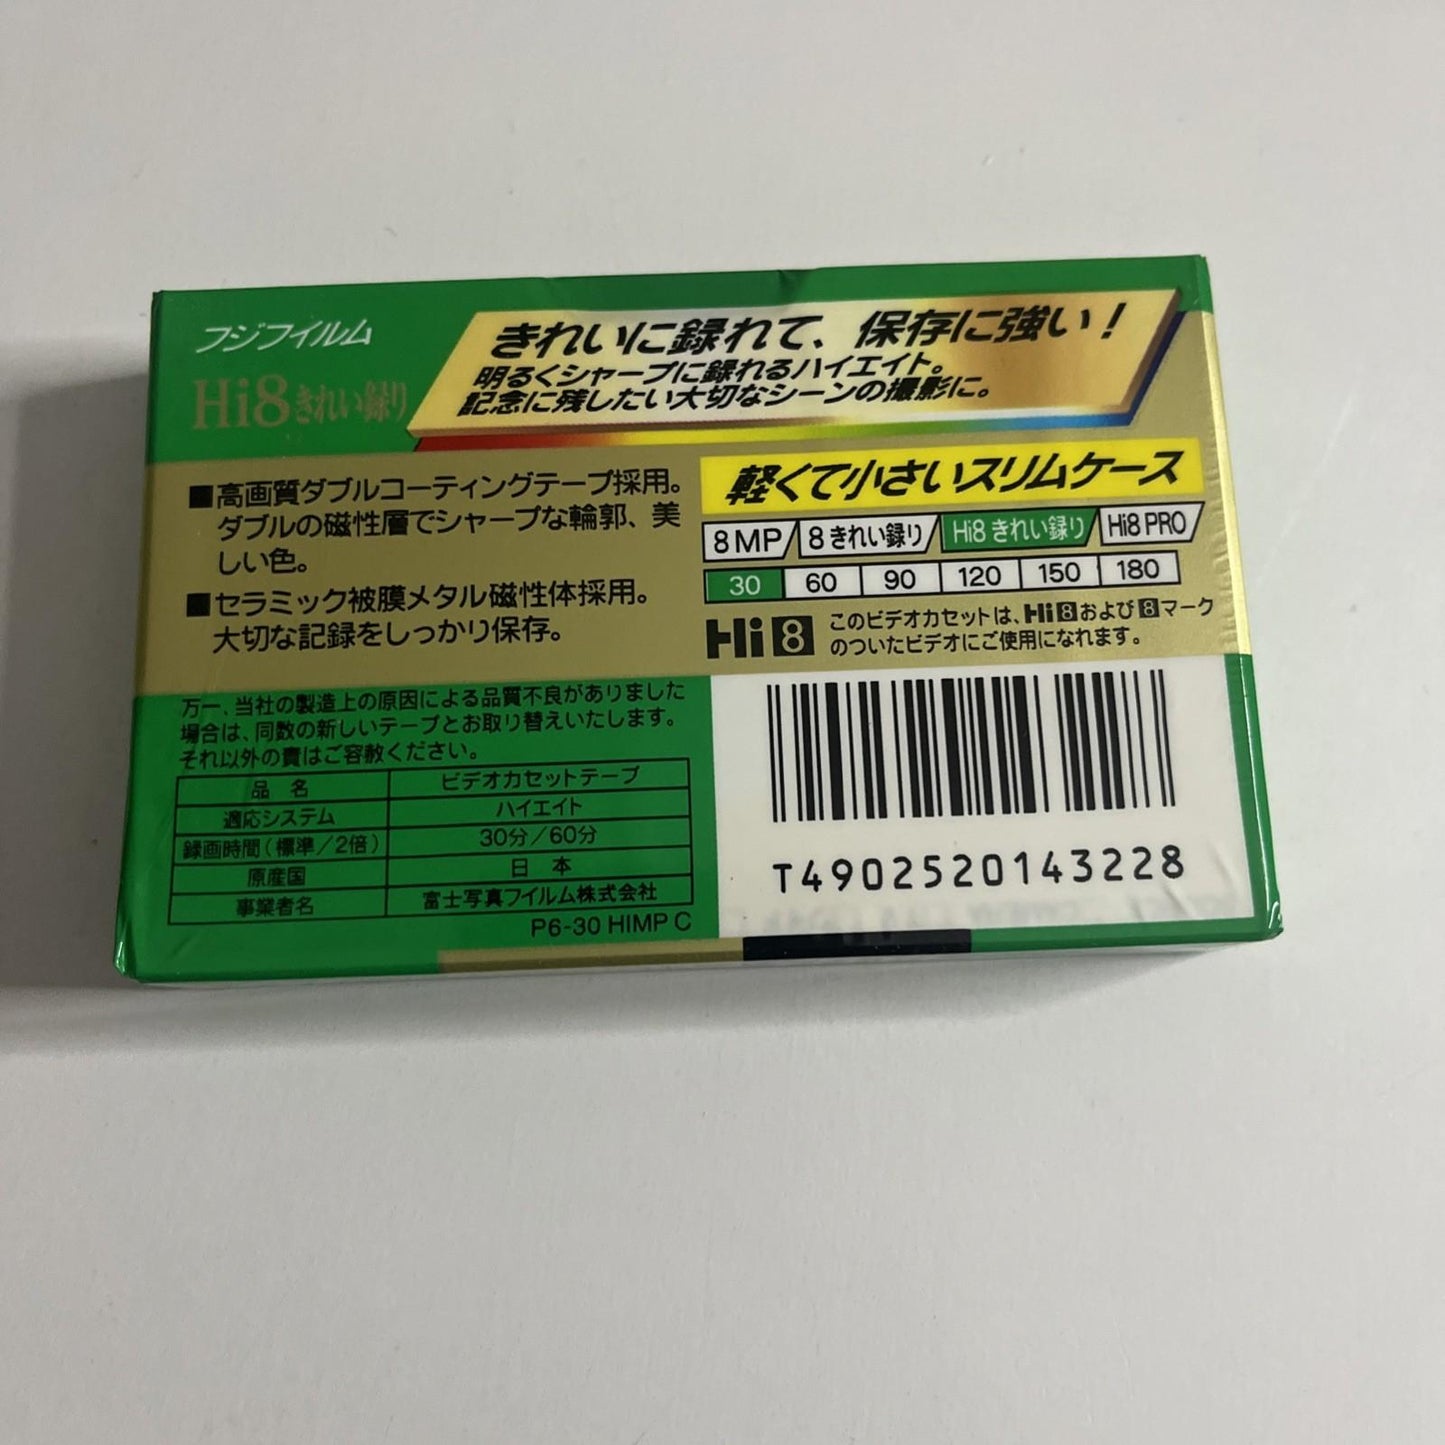 フジフイルム
Hi8きれい録り
きれいに録れて、保存に強い!
明るくシャープに録れるハイエイト。
記念に残したい大切なシーンの撮影に。
■高画質ダブルコーティングテープ採用。
ダブルの磁性層でシャープな輪郭、美
しい色。
■セラミック被膜メタル磁性体採用。
大切な記録をしっかり保存。
軽くて小さいスリムケース
8MP 8きれい録り Hi8きれい録り Hi8 PRO
30 60 90 120 150 180
Hi8 このビデオカセットは、Hi8および8マーク
のついたビデオにご使用になれます。
万一、当社の製造上の原因による品質不良がありました
場合は、同数の新しいテープとお取り替えいたします。
それ以外の責はご容赦ください。
品名 ビデオカセットテープ
適応システム ハイエイト
録画時間(標準/2倍) 30分/60分
原産国 日本
事業者名 富士写真フイルム株式会社
P6-30 HIMP C
T4902520143228